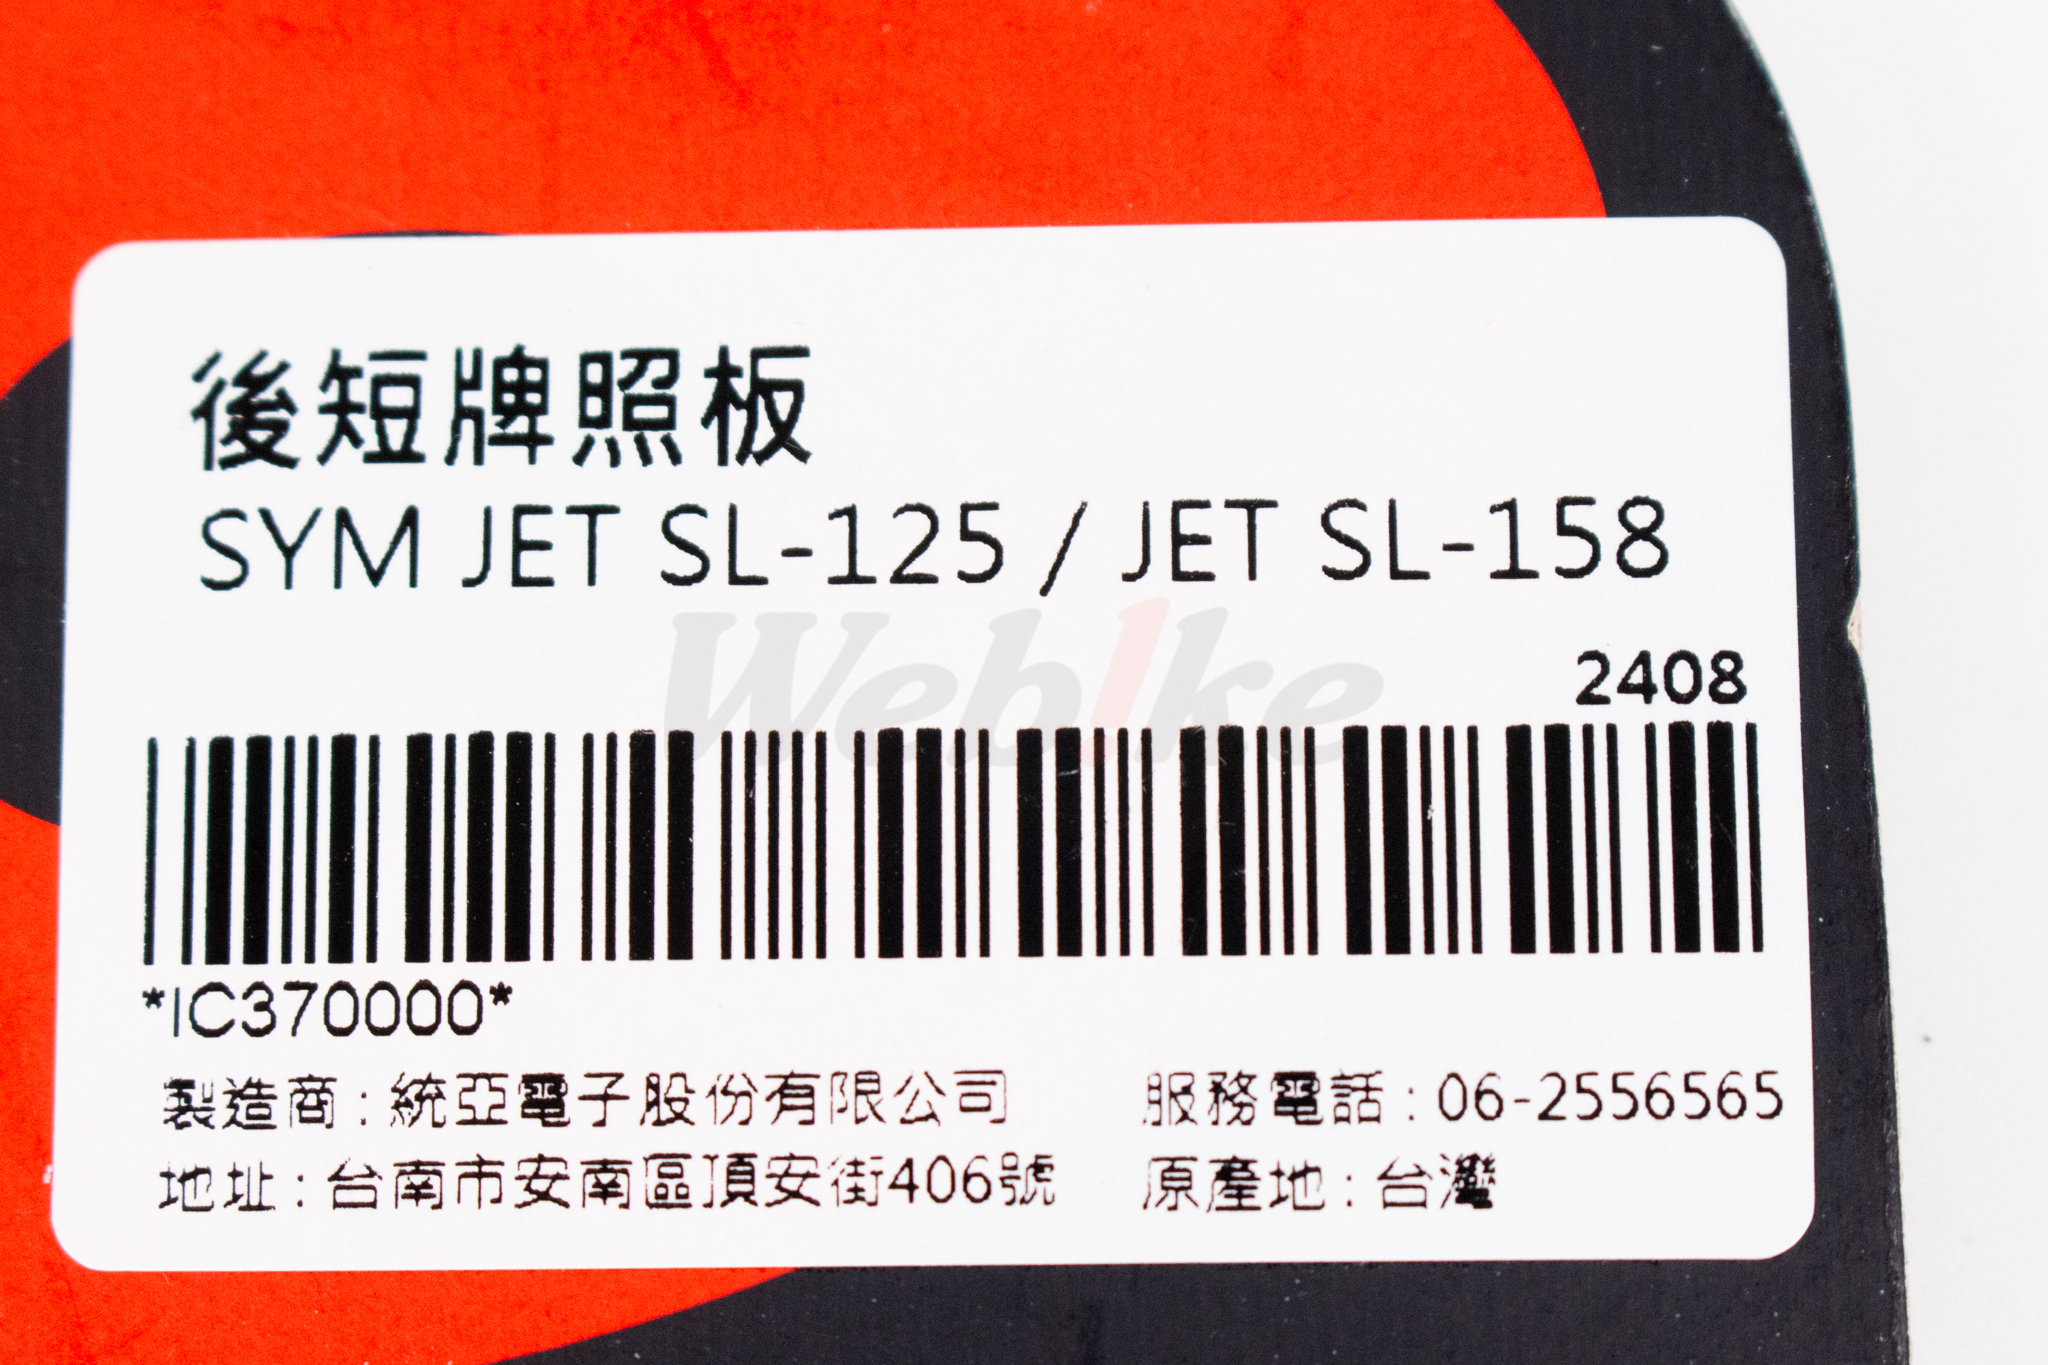 後短牌照板
SYM JET SL-125 / JET SL-158
Web!ke
2408
*IC370000*
製造商：統亞電子股份有限公司
服務電話：06-2556565
地址：台南市安南區頂安街406號
原產地：台灣